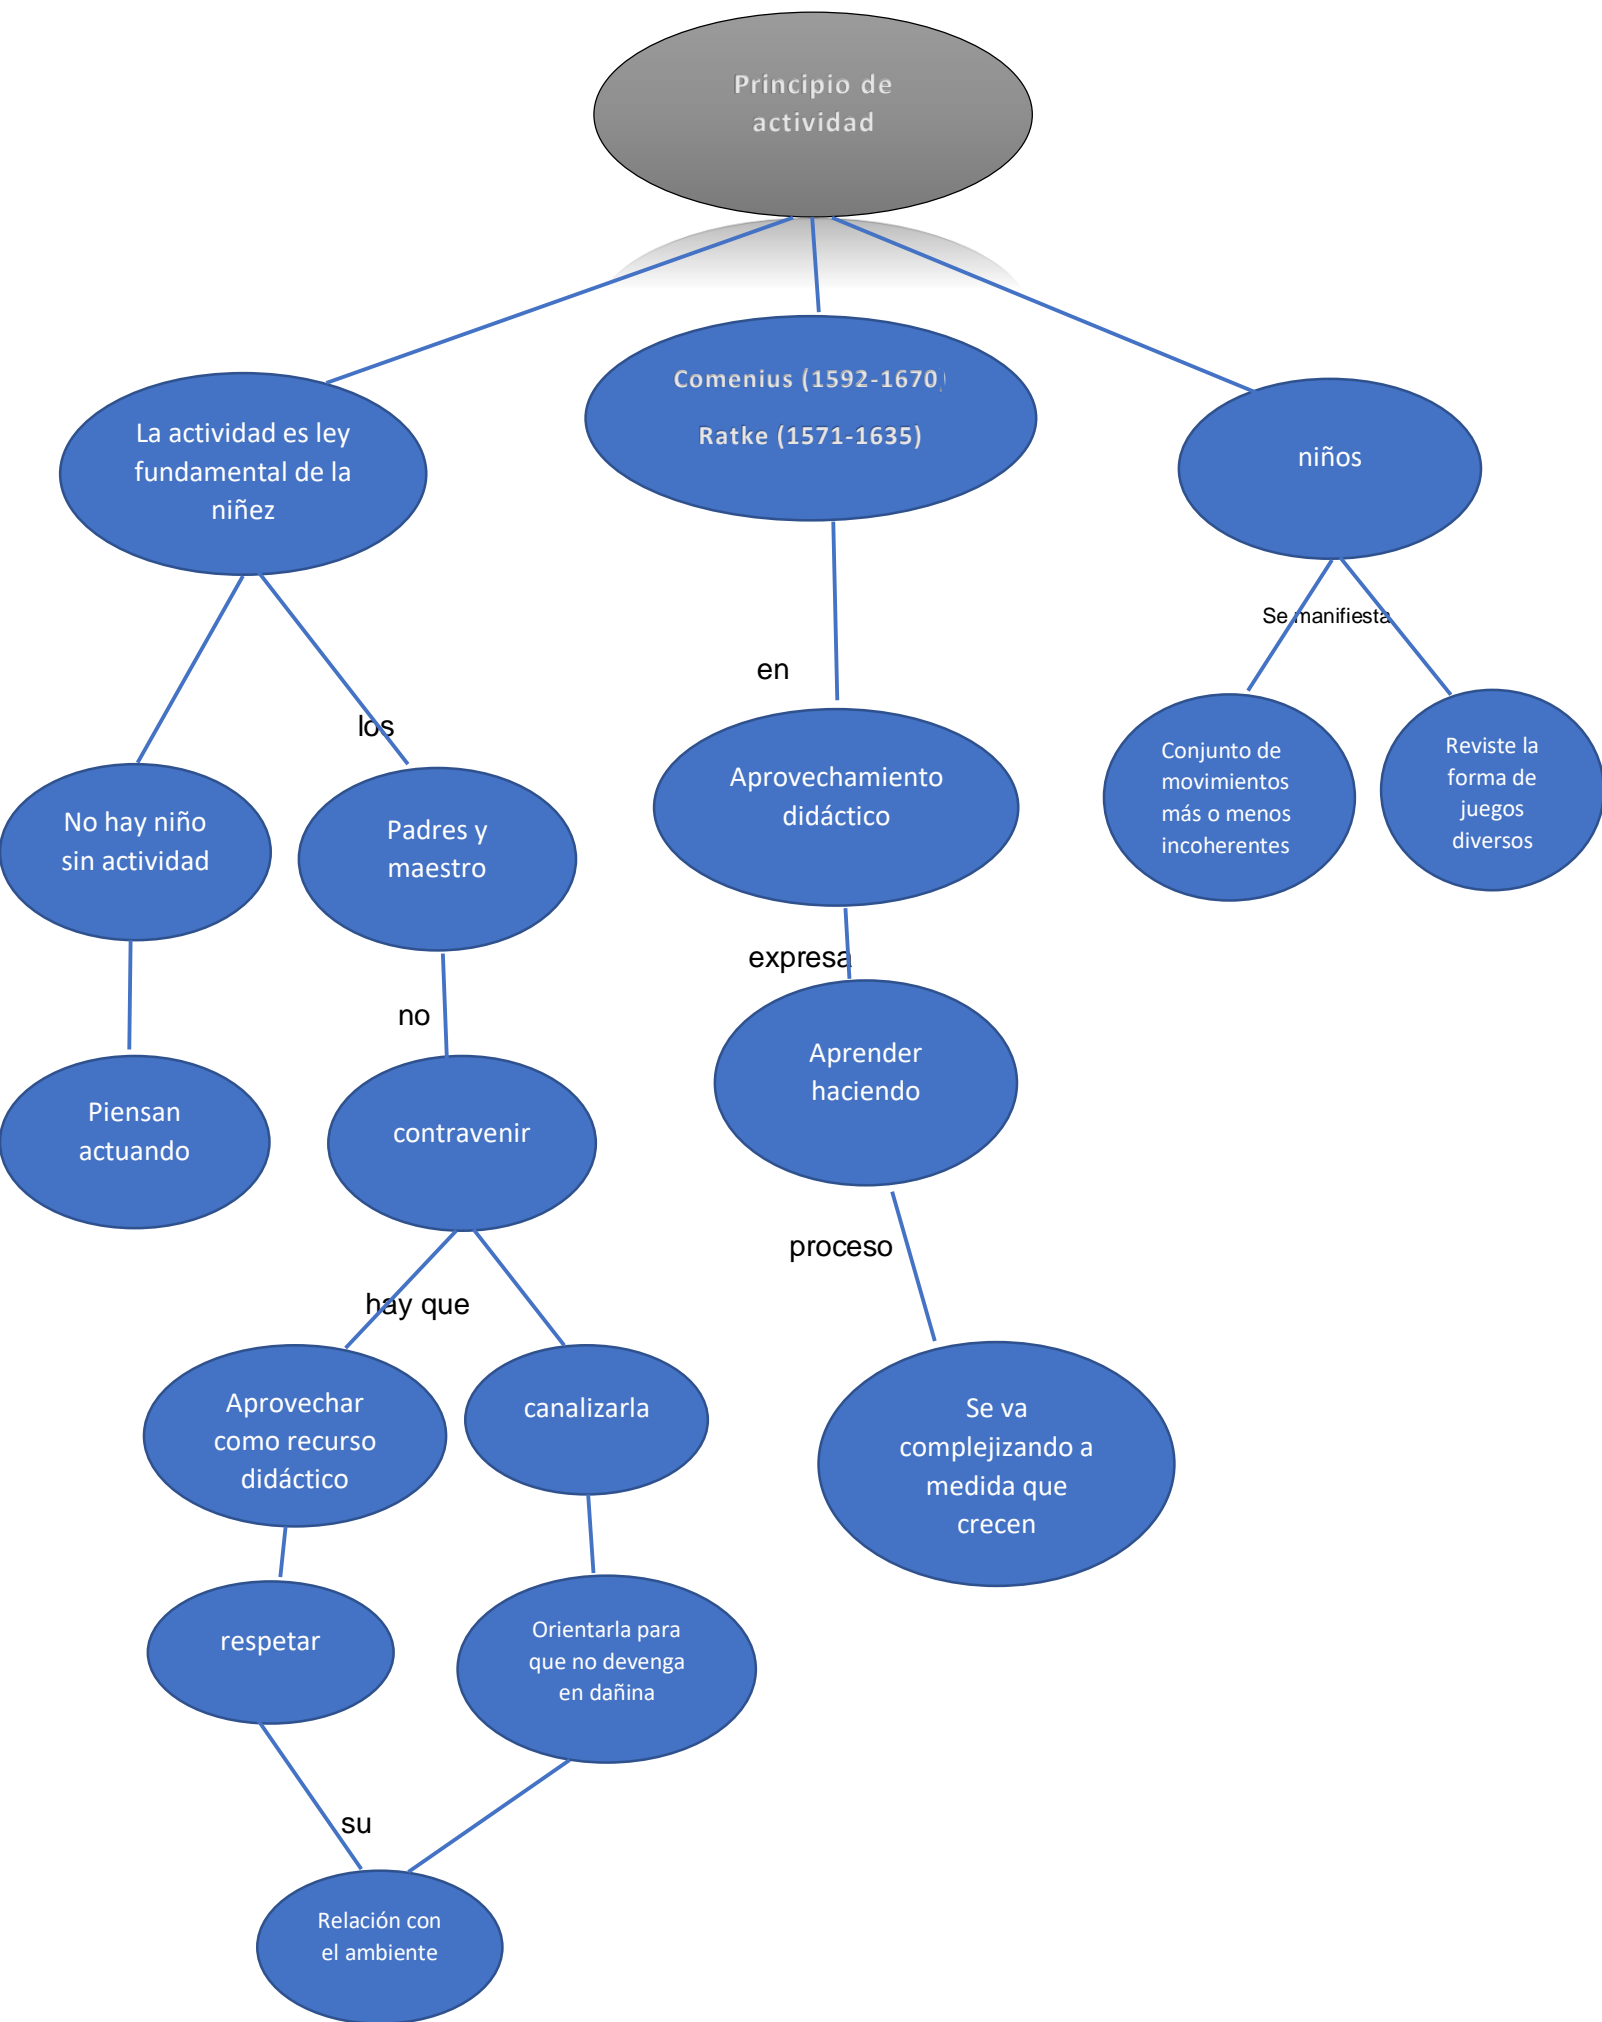 Principio de
actividad
Comenius (1592-1670)
Ratke (1571-1635)
La actividad es ley
fundamental de la
niñez
niños
Se manifiesta
en
los
Conjunto de
movimientos
más o menos
incoherentes
Reviste la
forma de
juegos
diversos
No hay niño
sin actividad
Padres y
maestro
Aprovechamiento
didáctico
expresa
no
Aprender
haciendo
Piensan
actuando
contravenir
proceso
hay que
Aprovechar
como recurso
didáctico
canalizarla
Se va
complejizando a
medida que
crecen
respetar
Orientarla para
que no devenga
en dañina
su
Relación con
el ambiente